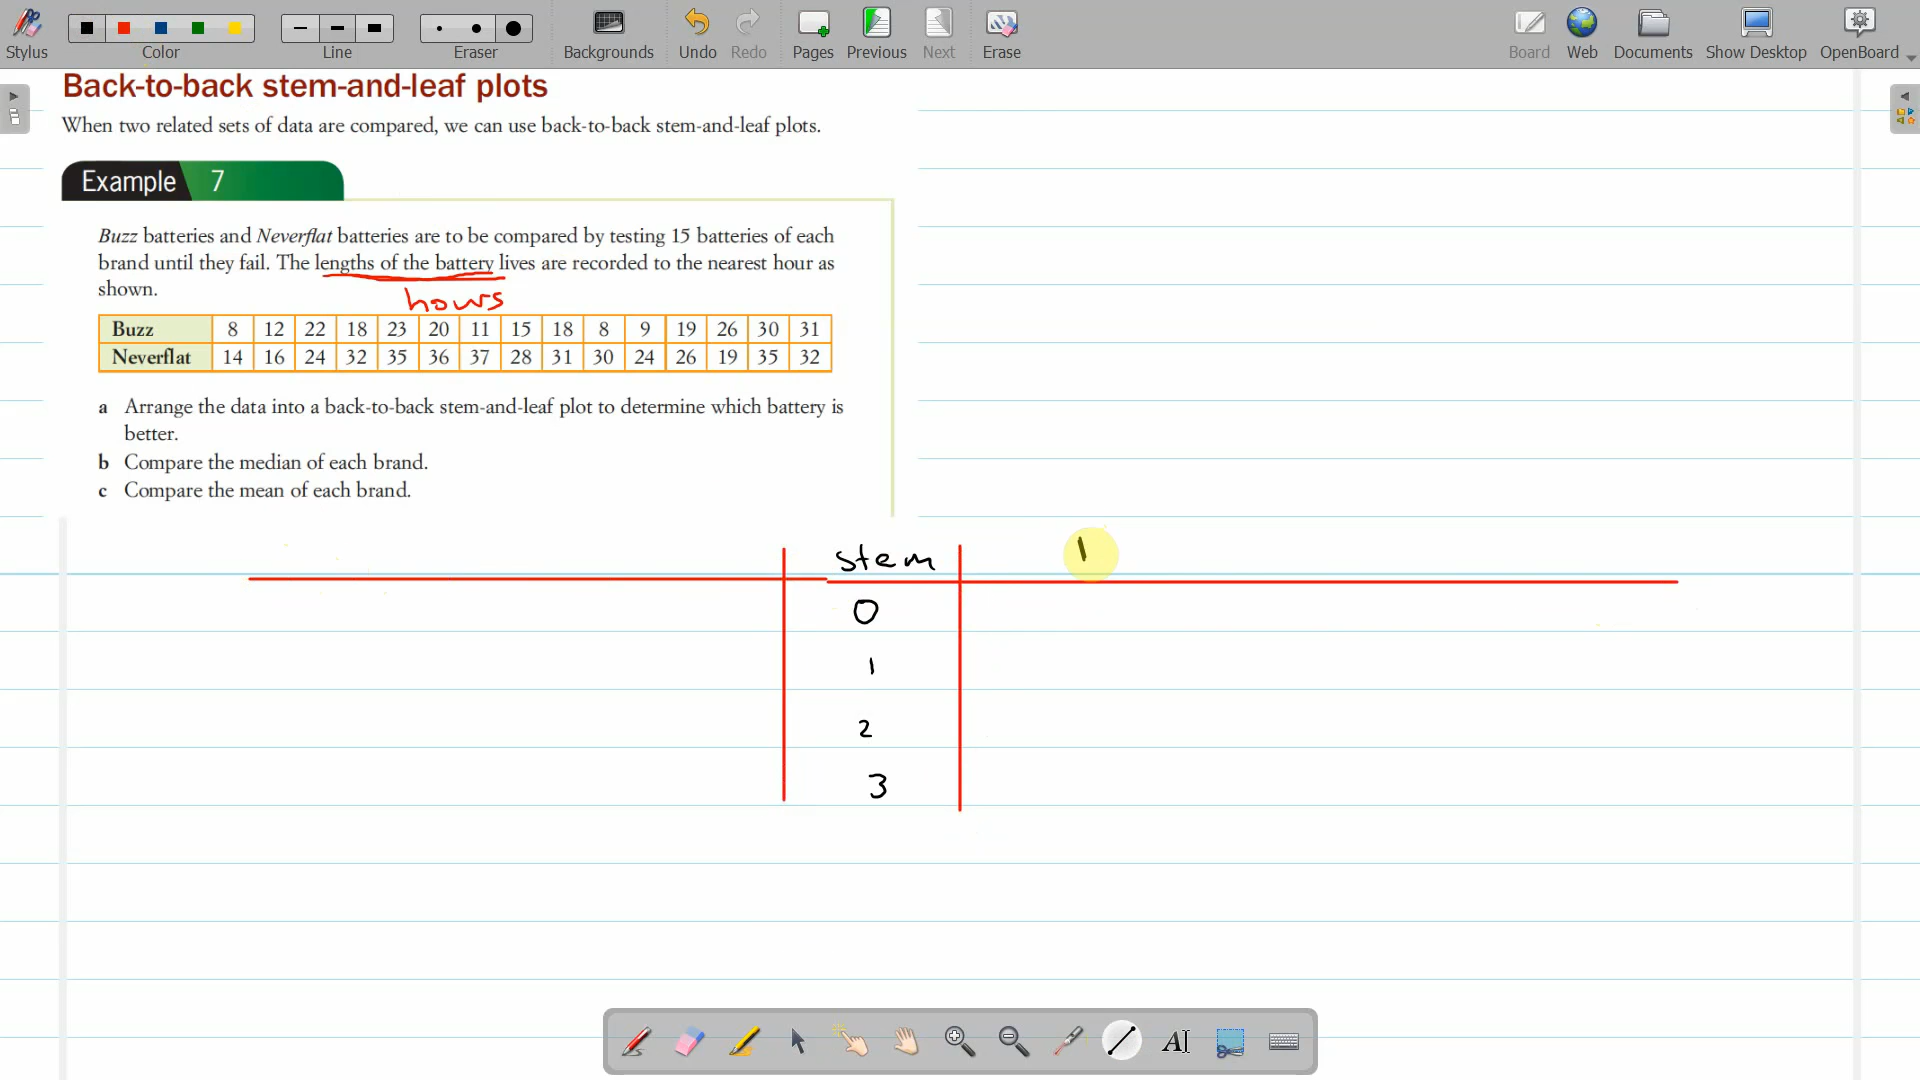 Stylus Color Line Eraser Backgrounds Undo Redo Pages Previous Next Erase Board Web Documents Show Desktop OpenBoard
Back-to-back stem-and-leaf plots
When two related sets of data are compared, we can use back-to-back stem-and-leaf plots.
Example 7
Buzz batteries and Neverflat batteries are to be compared by testing 15 batteries of each
brand until they fail. The lengths of the battery lives are recorded to the nearest hour as
shown.
hours
Buzz 8 12 22 18 23 20 11 15 18 8 9 19 26 30 31
Neverflat 14 16 24 32 35 36 37 28 31 30 24 26 19 35 32
a Arrange the data into a back-to-back stem-and-leaf plot to determine which battery is
better.
b Compare the median of each brand.
c Compare the mean of each brand.
stem
0
1
2
3